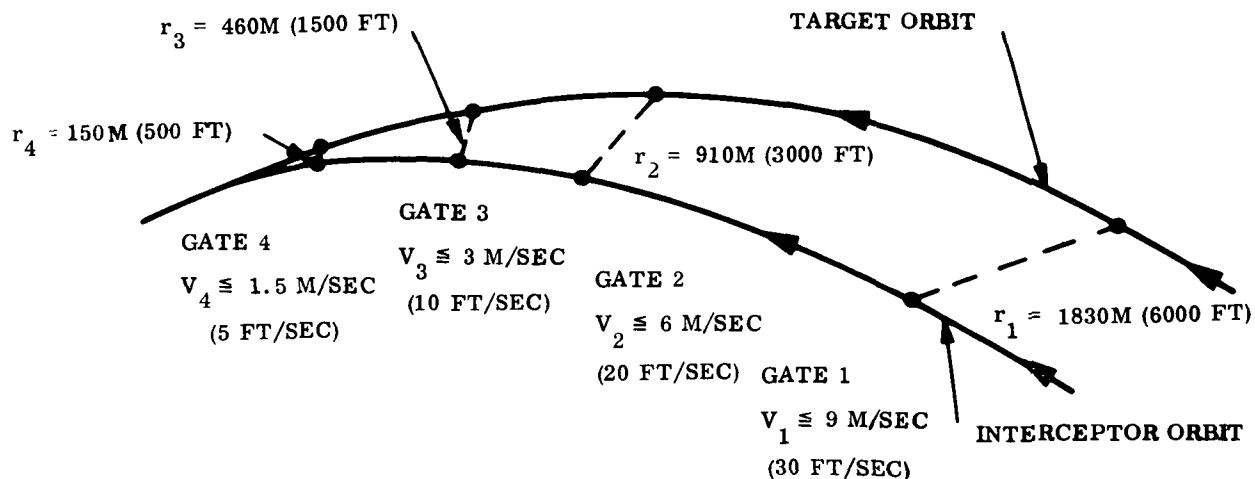 r3 = 460M (1500 FT)
TARGET ORBIT
r4 = 150M (500 FT)
r2 = 910M (3000 FT)
GATE 3
V3 ≦ 3 M/SEC
(10 FT/SEC)
GATE 4
V4 ≦ 1.5 M/SEC
(5 FT/SEC)
GATE 2
V2 ≦ 6 M/SEC
(20 FT/SEC)
r1 = 1830M (6000 FT)
GATE 1
V1 ≦ 9 M/SEC
(30 FT/SEC)
INTERCEPTOR ORBIT